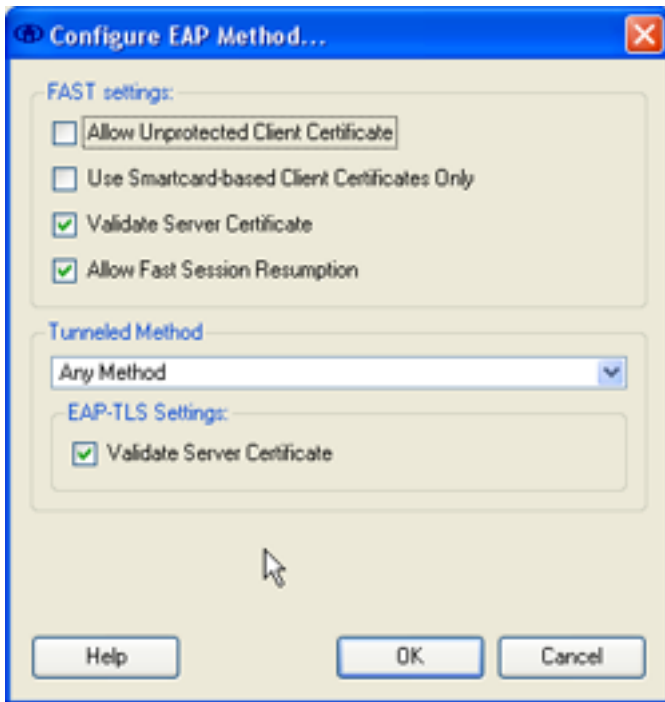 Configure EAP Method...
FAST settings:
Allow Unprotected Client Certificate
Use Smartcard-based Client Certificates Only
Validate Server Certificate
Allow Fast Session Resumption
Tunneled Method
Any Method
EAP-TLS Settings:
Validate Server Certificate
Help
OK
Cancel